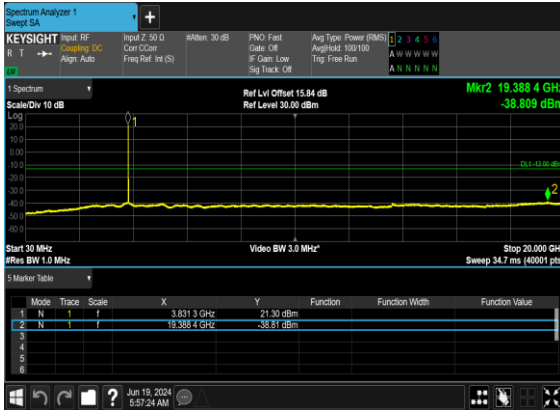 Spectrum Analyzer 1
Swept SA
+
KEYSIGHT Input: RF Input Z: 50 Ω #Atten: 30 dB PNO: Fast Avg Type: Power (RMS) 1 2 3 4 5 6
R T Coupling: DC Corr CCorr Gate: Off Avg|Hold: 100/100 A W W W W W
Align: Auto Freq Ref: Int (S) IF Gain: Low Trig: Free Run
Sig Track: Off A N N N N N
1 Spectrum
Ref Lvl Offset 15.84 dB Mkr2 19.388 4 GHz
Scale/Div 10 dB Ref Level 30.00 dBm -38.809 dBm
Log
20.0
10.0
0.00
-10.0
-20.0
-30.0
-40.0
-50.0
-60.0
1
DL1 -13.00 dBm
2
Start 30 MHz Video BW 3.0 MHz* Stop 20.000 GHz
#Res BW 1.0 MHz Sweep 34.7 ms (40001 pts)
5 Marker Table
Mode Trace Scale X Y Function Function Width Function Value
1 N 1 f 3.831 3 GHz 21.30 dBm
2 N 1 f 19.388 4 GHz -38.81 dBm
3
4
5
6
? Jun 19, 2024
5:57:24 AM